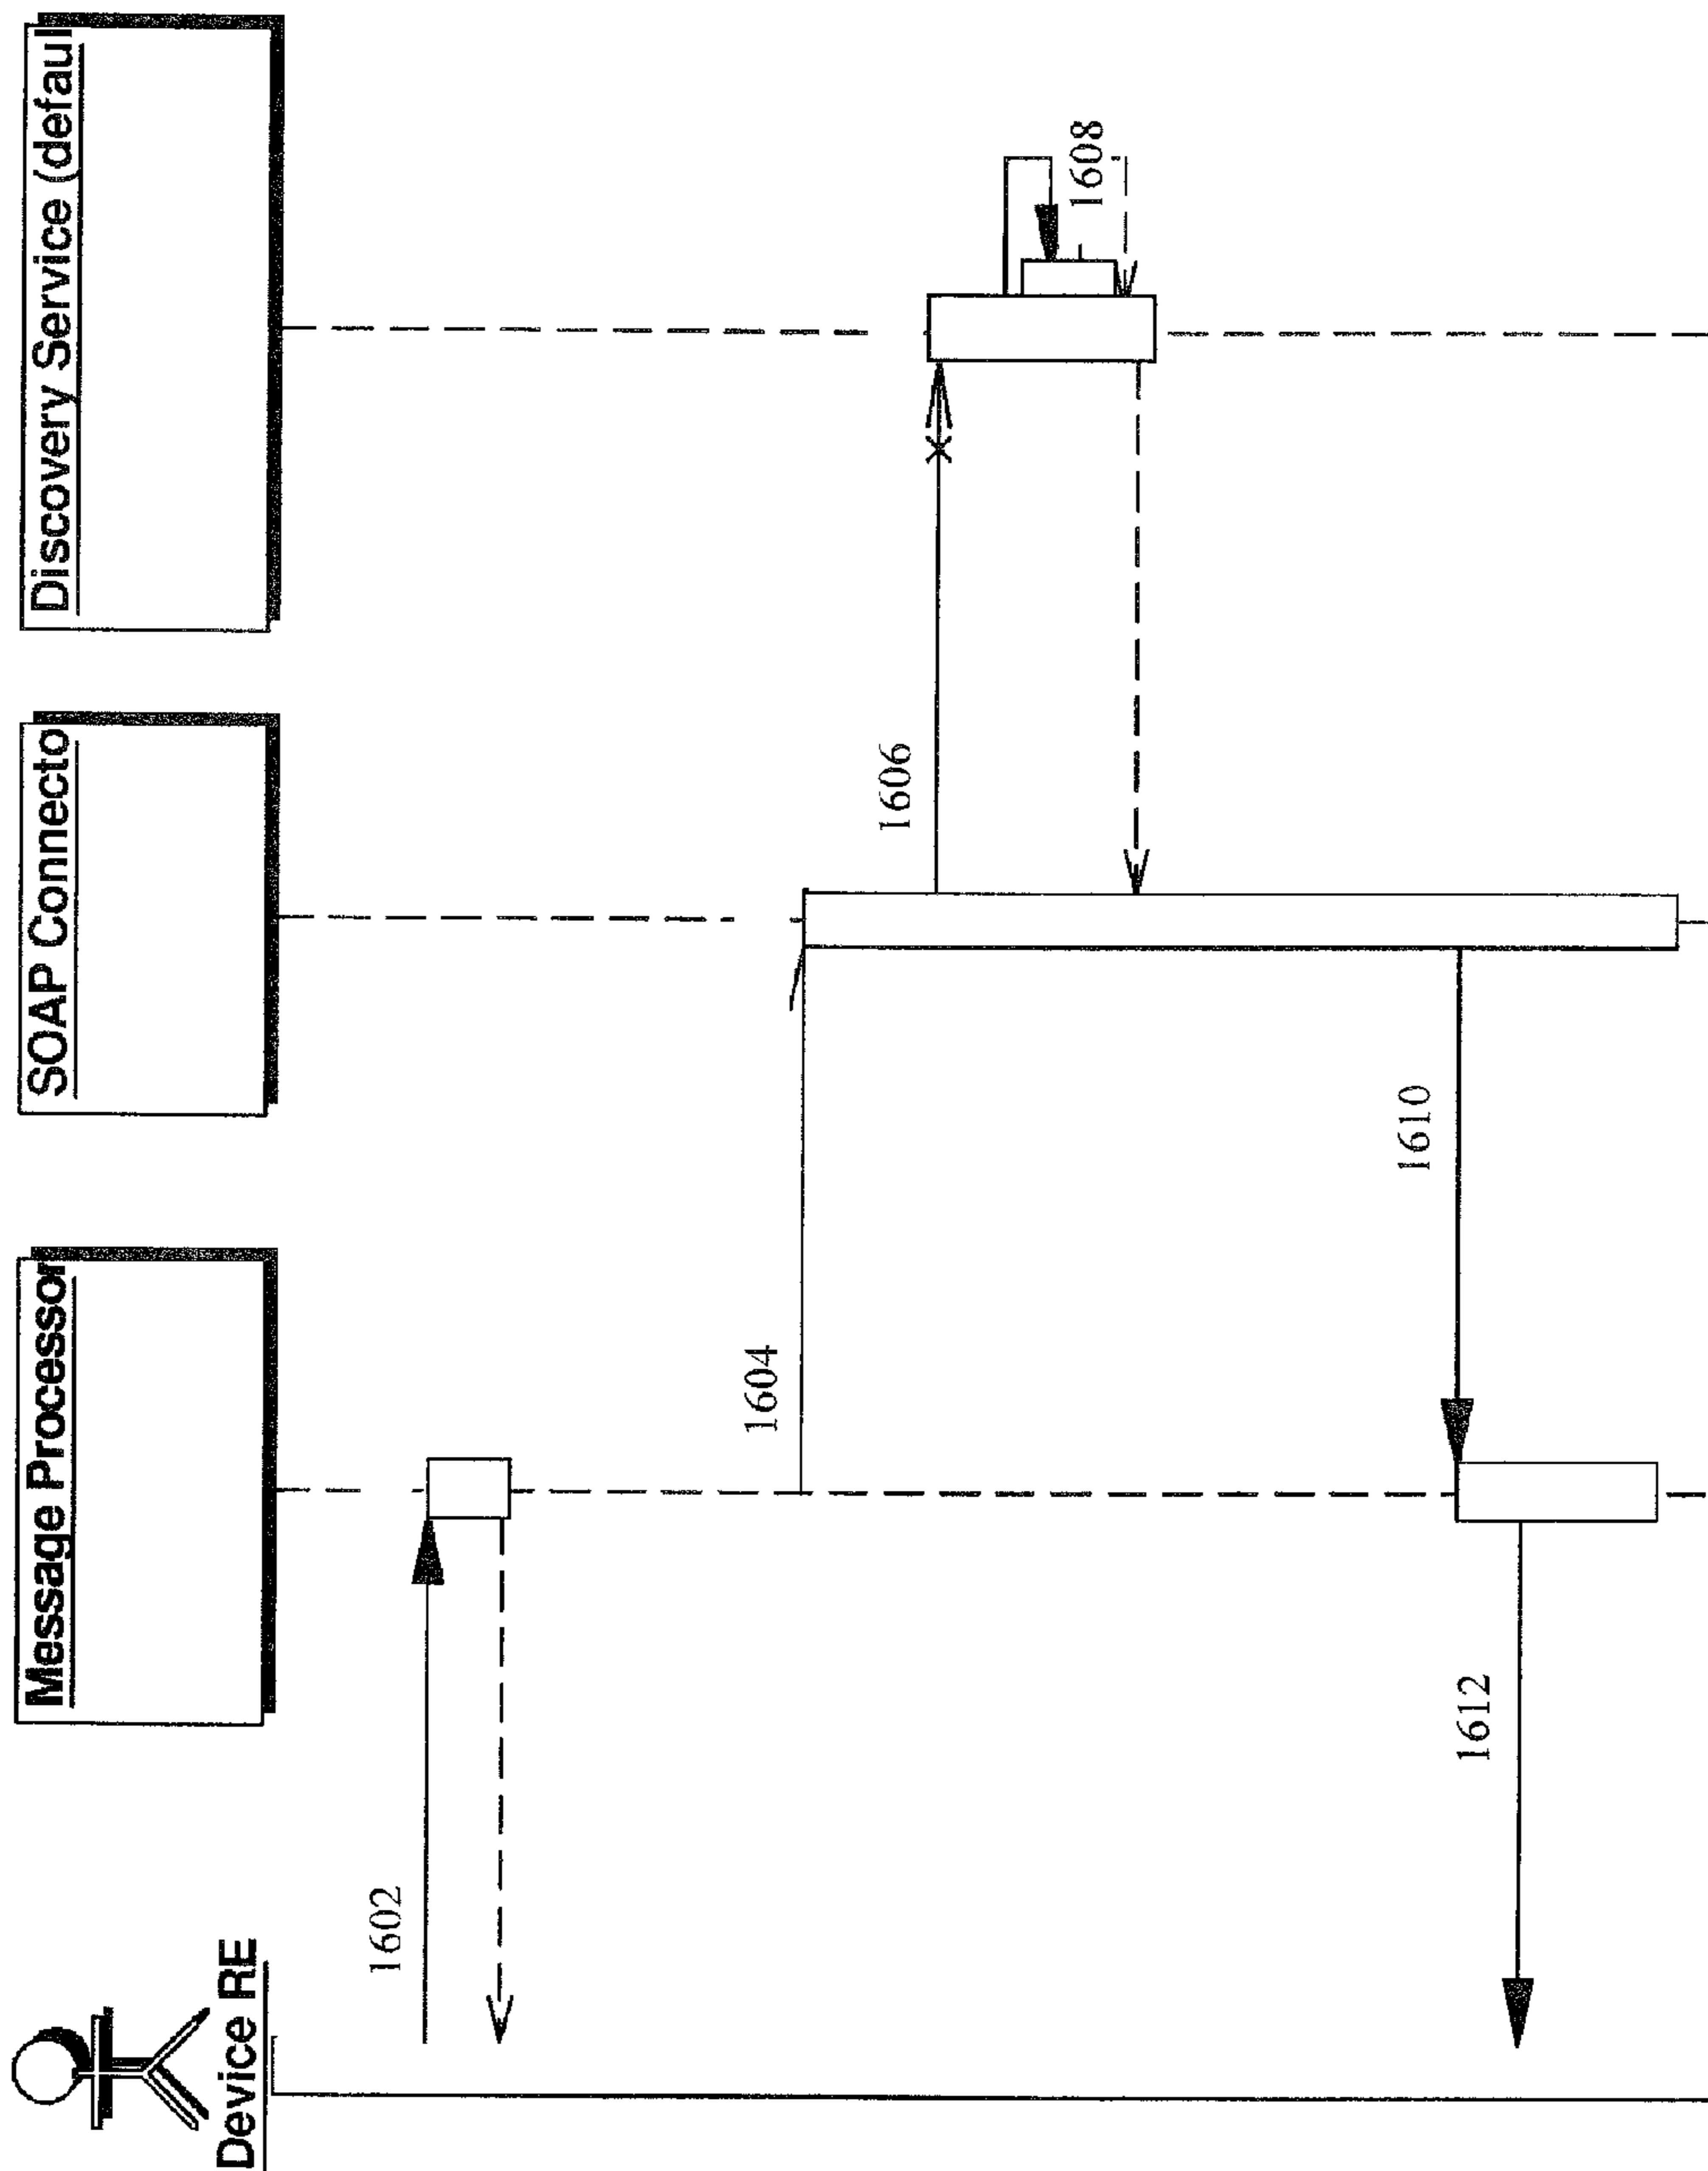 Device RE
Message Processor
SOAP Connecto
Discovery Service (defaul
1602
1604
1606
1608
1610
1612